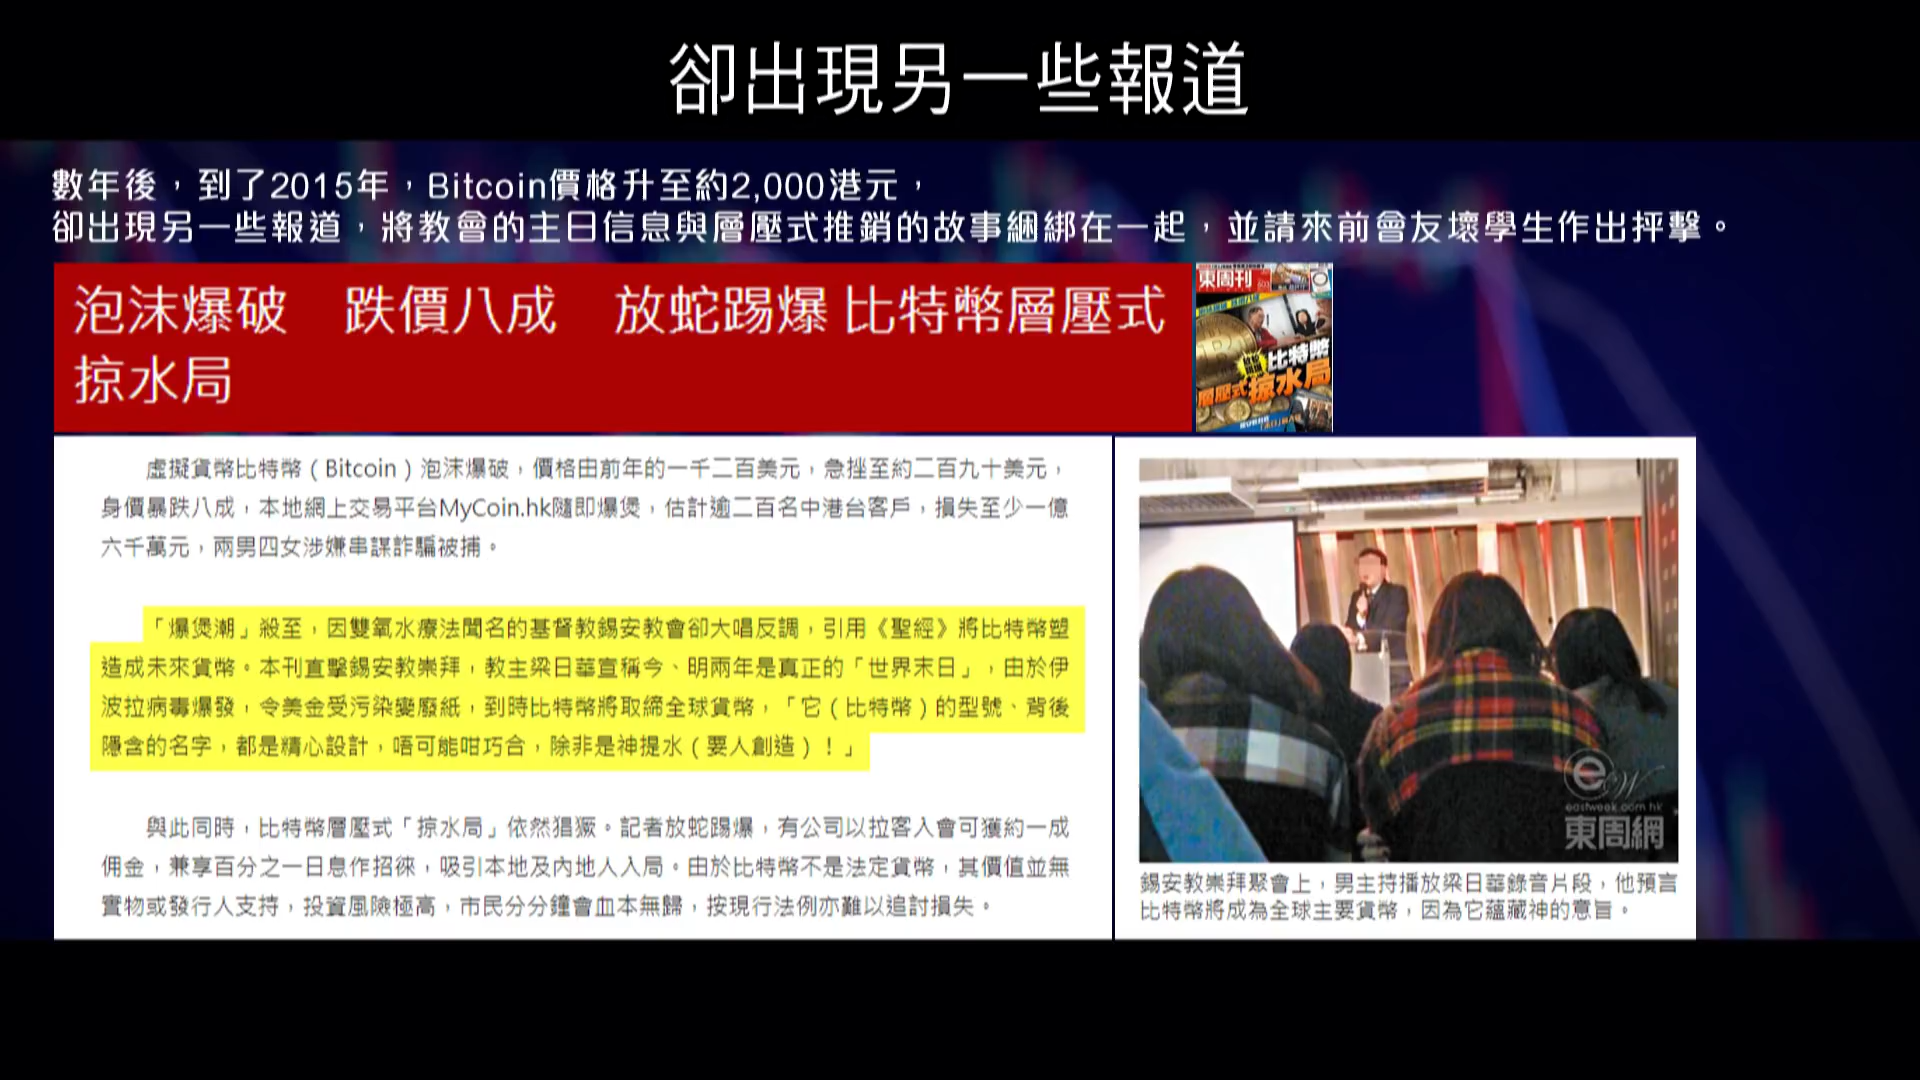 卻出現另一些報道
數年後，到了2015年，Bitcoin價格升至約2,000港元，
卻出現另一些報道，將教會的主日信息與層壓式推銷的故事綑綁在一起，並請來前會友壞學生作出抨擊。
泡沫爆破　跌價八成　放蛇踢爆 比特幣層壓式
掠水局
東周刊
比特幣
層壓式掠水局
虛擬貨幣比特幣（Bitcoin）泡沫爆破，價格由前年的一千二百美元，急挫至約二百九十美元，
身價暴跌八成，本地網上交易平台MyCoin.hk隨即爆煲，估計逾二百名中港台客戶，損失至少一億
六千萬元，兩男四女涉嫌串謀詐騙被捕。
「爆煲潮」殺至，因雙氧水療法聞名的基督教錫安教會卻大唱反調，引用《聖經》將比特幣塑
造成未來貨幣。本刊直擊錫安教崇拜，教主梁日華宣稱今、明兩年是真正的「世界末日」，由於伊
波拉病毒爆發，令美金受污染變廢紙，到時比特幣將取締全球貨幣，「它（比特幣）的型號、背後
隱含的名字，都是精心設計，唔可能咁巧合，除非是神提水（要人創造）！」
與此同時，比特幣層壓式「掠水局」依然猖獗。記者放蛇踢爆，有公司以拉客入會可獲約一成
佣金，兼享百分之一日息作招徠，吸引本地及內地人入局。由於比特幣不是法定貨幣，其價值並無
實物或發行人支持，投資風險極高，市民分分鐘會血本無歸，按現行法例亦難以追討損失。
eastweek.com.hk
東周網
錫安教崇拜聚會上，男主持播放梁日華錄音片段，他預言
比特幣將成為全球主要貨幣，因為它蘊藏神的意旨。